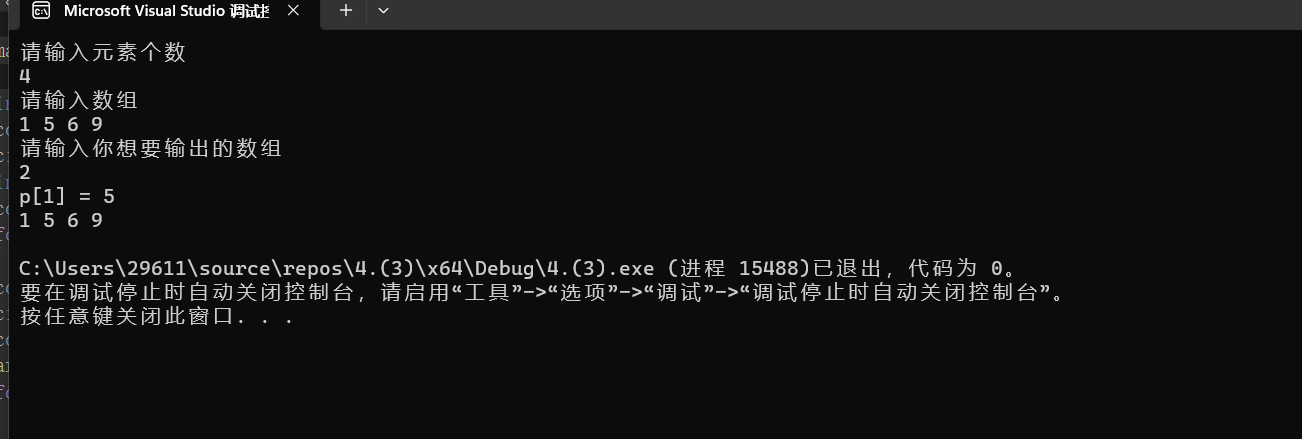 Microsoft Visual Studio 调试
请输入元素个数
4
请输入数组
1 5 6 9
请输入你想要输出的数组
2
p[1] = 5
1 5 6 9
C:\Users\29611\source\repos\4.(3)\x64\Debug\4.(3).exe (进程 15488)已退出，代码为 0。
要在调试停止时自动关闭控制台，请启用“工具”->“选项”->“调试”->“调试停止时自动关闭控制台”。
按任意键关闭此窗口. . .